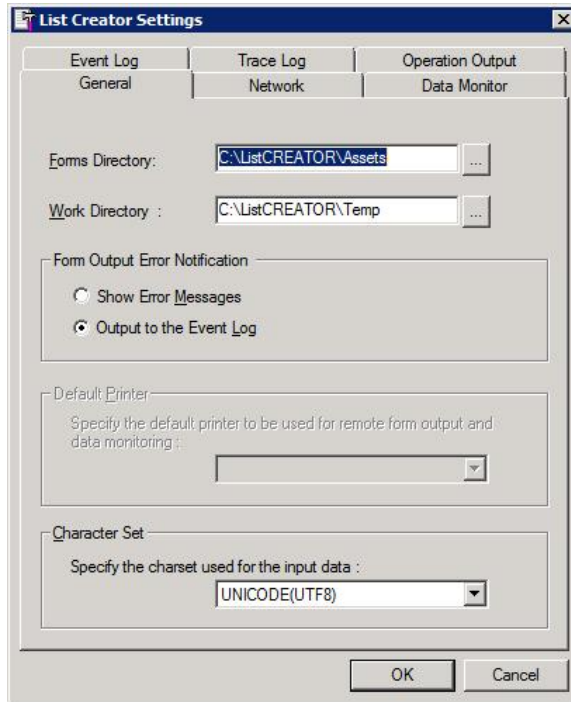 List Creator Settings
Event Log
Trace Log
Operation Output
General
Network
Data Monitor
Forms Directory:
C:\ListCREATOR\Assets
...
Work Directory :
C:\ListCREATOR\Temp
...
Form Output Error Notification
Show Error Messages
Output to the Event Log
Default Printer
Specify the default printer to be used for remote form output and
data monitoring :
Character Set
Specify the charset used for the input data :
UNICODE(UTF8)
OK
Cancel